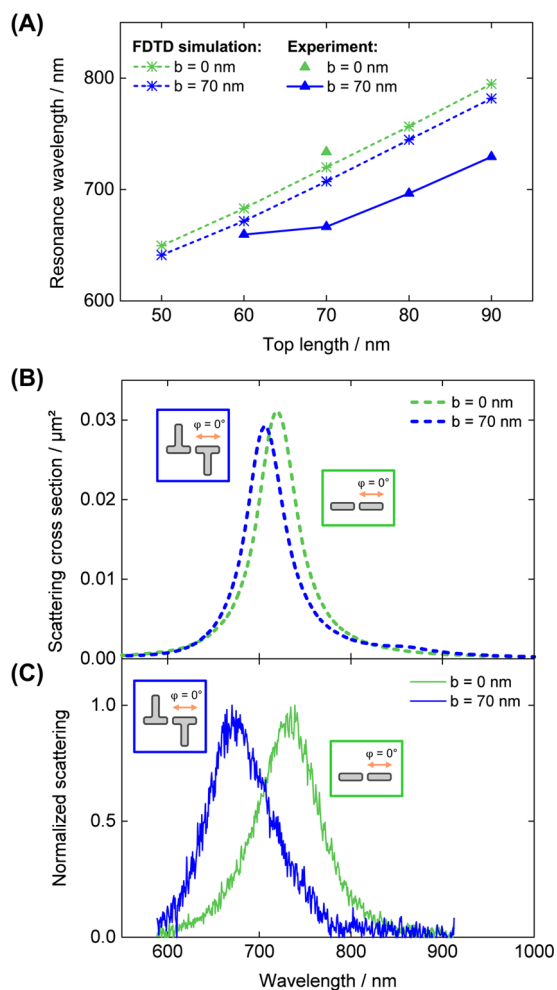 (A)
FDTD simulation: Experiment:
b = 0 nm b = 0 nm
b = 70 nm b = 70 nm
Resonance wavelength / nm
800
700
600
50 60 70 80 90
Top length / nm
(B)
b = 0 nm
b = 70 nm
φ = 0°
φ = 0°
Scattering cross section / μm²
0.03
0.02
0.01
0.00
(C)
b = 0 nm
b = 70 nm
φ = 0°
φ = 0°
Normalized scattering
1.0
0.5
0.0
600 700 800 900 1000
Wavelength / nm